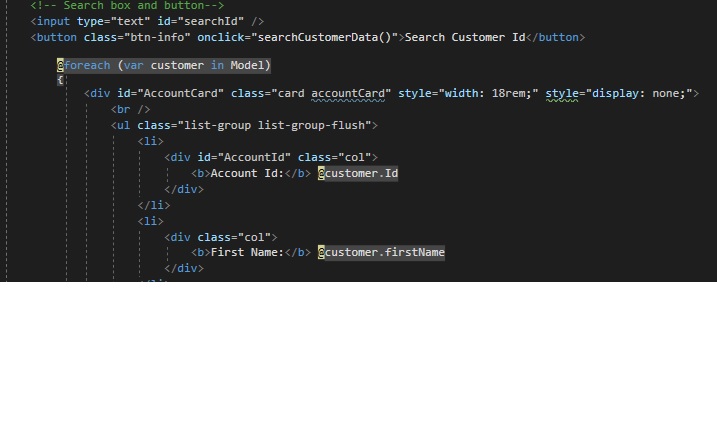 <!-- Search box and button-->
<input type="text" id="searchId" />
<button class="btn-info" onclick="searchCustomerData()">Search Customer Id</button>
@foreach (var customer in Model)
{
<div id="AccountCard" class="card accountCard" style="width: 18rem;" style="display: none;">
<br />
<ul class="list-group list-group-flush">
<li>
<div id="AccountId" class="col">
<b>Account Id:</b> @customer.Id
</div>
</li>
<li>
<div class="col">
<b>First Name:</b> @customer.firstName
</div>